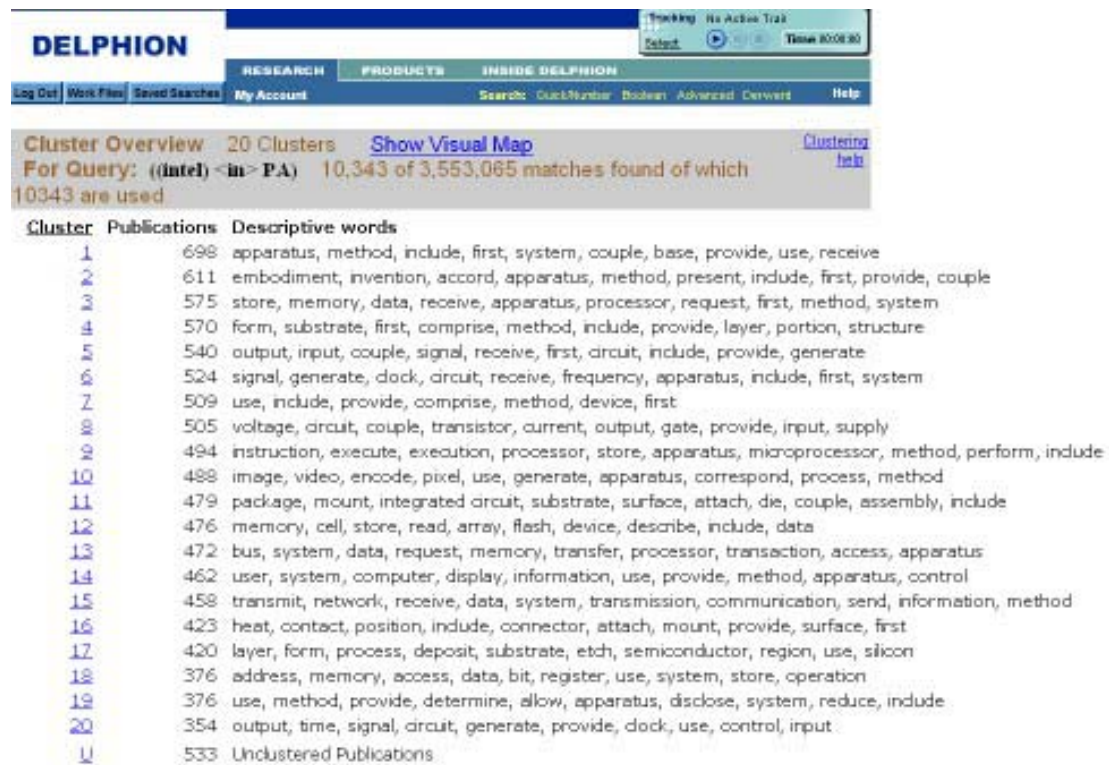 Tracking No Active Trail
DELPHION
Select Time 00:00:00
RESEARCH PRODUCTS INSIDE DELPHION
Log Out Work Files Saved Searches My Account Search: Quick/Number Boolean Advanced Derwent Help
Cluster Overview 20 Clusters Show Visual Map Clustering help
For Query: ((intel) <in> PA) 10,343 of 3,553,065 matches found of which
10343 are used
Cluster Publications Descriptive words
1 698 apparatus, method, include, first, system, couple, base, provide, use, receive
2 611 embodiment, invention, accord, apparatus, method, present, include, first, provide, couple
3 575 store, memory, data, receive, apparatus, processor, request, first, method, system
4 570 form, substrate, first, comprise, method, include, provide, layer, portion, structure
5 540 output, input, couple, signal, receive, first, circuit, include, provide, generate
6 524 signal, generate, clock, circuit, receive, frequency, apparatus, include, first, system
7 509 use, include, provide, comprise, method, device, first
8 505 voltage, circuit, couple, transistor, current, output, gate, provide, input, supply
9 494 instruction, execute, execution, processor, store, apparatus, microprocessor, method, perform, include
10 488 image, video, encode, pixel, use, generate, apparatus, correspond, process, method
11 479 package, mount, integrated circuit, substrate, surface, attach, die, couple, assembly, include
12 476 memory, cell, store, read, array, flash, device, describe, include, data
13 472 bus, system, data, request, memory, transfer, processor, transaction, access, apparatus
14 462 user, system, computer, display, information, use, provide, method, apparatus, control
15 458 transmit, network, receive, data, system, transmission, communication, send, information, method
16 423 heat, contact, position, include, connector, attach, mount, provide, surface, first
17 420 layer, form, process, deposit, substrate, etch, semiconductor, region, use, silicon
18 376 address, memory, access, data, bit, register, use, system, store, operation
19 376 use, method, provide, determine, allow, apparatus, disclose, system, reduce, include
20 354 output, time, signal, circuit, generate, provide, clock, use, control, input
U 533 Unclustered Publications